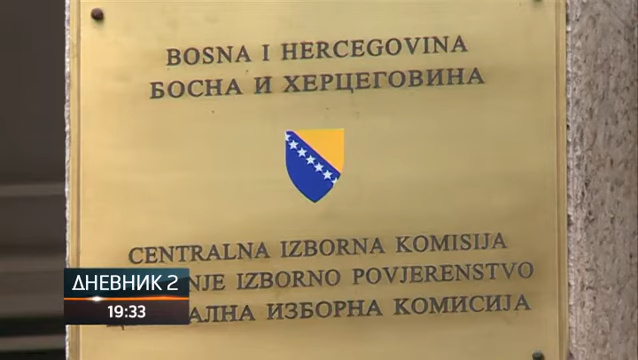 BOSNA I HERCEGOVINA
БОСНА И ХЕРЦЕГОВИНА
CENTRALNA IZBORNA KOMISIJA
IZBORNO POVJERENSTVO
ИЗБОРНА КОМИСИЈА
ДНЕВНИК 2
19:33